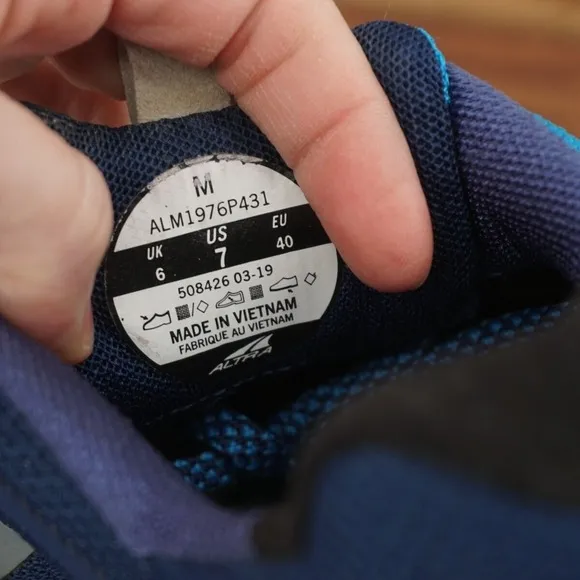 M
ALM1976P431
UK US EU
6 7 40
508426 03-19
MADE IN VIETNAM
FABRIQUE AU VIETNAM
ALTRA